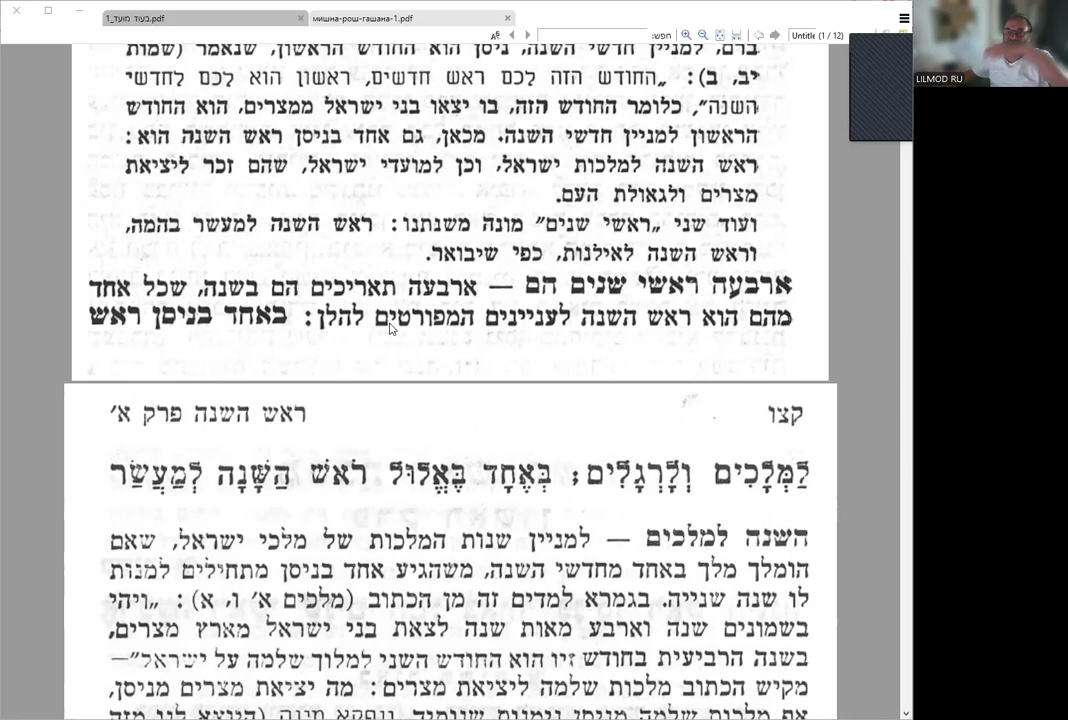 בעוד מועד_1.pdf
мишна-рош-гашана-1.pdf
חפש:
Untitle (1 / 12)
LILMOD RU
ברם, למניין חדשי השנה, ניסן הוא החודש הראשון, שנאמר (שמות
יב, ב): „החודש הזה לכם ראש חדשים, ראשון הוא לכם לחדשי
השנה", כלומר החודש הזה, בו יצאו בני ישראל ממצרים, הוא החודש
הראשון למניין חדשי השנה. מכאן, גם אחד בניסן ראש השנה הוא:
ראש השנה למלכות ישראל, וכן למועדי ישראל, שהם זכר ליציאת
מצרים ולגאולת העם.
ועוד שני „ראשי שנים" מונה משנתנו: ראש השנה למעשר בהמה,
וראש השנה לאילנות, כפי שיבואר.
ארבעה ראשי שנים הם — ארבעה תאריכים הם בשנה, שכל אחד
מהם הוא ראש השנה לעניינים המפורטים להלן: באחד בניסן ראש
קצו
ראש השנה פרק א׳
לַמְּלָכִים וְלָרְגָלִים; בְּאֶחָד בֶּאֱלוּל רֹאשׁ הַשָּׁנָה לְמַעְשַׂר
השנה למלכים — למניין שנות המלכות של מלכי ישראל, שאם
הומלך מלך באחד מחדשי השנה, משהגיע אחד בניסן מתחילים למנות
לו שנה שנייה. בגמרא למדים זה מן הכתוב (מלכים א׳ ו, א): „ויהי
בשמונים שנה וארבע מאות שנה לצאת בני ישראל מארץ מצרים,
בשנה הרביעית בחודש זיו הוא החודש השני למלוך שלמה על ישראל"—
מקיש הכתוב מלכות שלמה ליציאת מצרים: מה יציאת מצרים מניסן,
אף מלכות שלמה מניסן